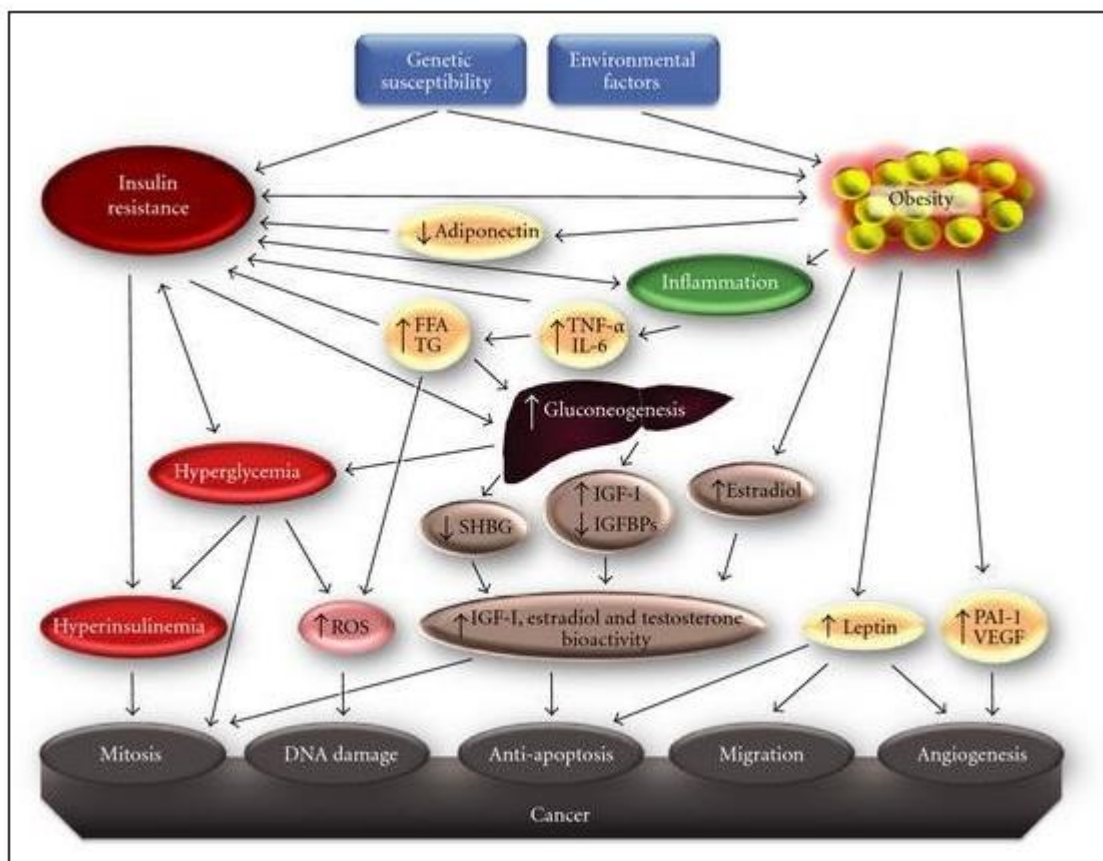 Genetic
susceptibility
Environmental
factors
Insulin
resistance
Obesity
↓ Adiponectin
Inflammation
↑ FFA
TG
↑ TNF-α
IL-6
↑ Gluconeogenesis
Hyperglycemia
↓ SHBG
↑ IGF-I
↓ IGFBPs
↑ Estradiol
Hyperinsulinemia
↑ ROS
↑ IGF-I, estradiol and testosterone
bioactivity
↑ Leptin
↑ PAI-1
VEGF
Mitosis
DNA damage
Anti-apoptosis
Migration
Angiogenesis
Cancer